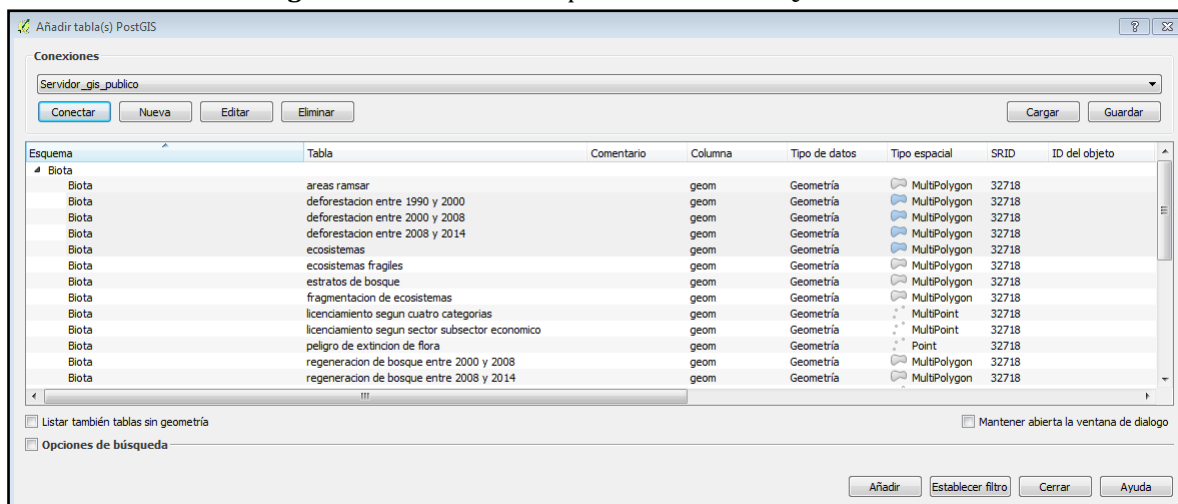 Añadir tabla(s) PostGIS
Conexiones
Servidor_gis_publico
Conectar Nueva Editar Eliminar Cargar Guardar
Esquema Tabla Comentario Columna Tipo de datos Tipo espacial SRID ID del objeto
Biota
Biota areas ramsar geom Geometría MultiPolygon 32718
Biota deforestacion entre 1990 y 2000 geom Geometría MultiPolygon 32718
Biota deforestacion entre 2000 y 2008 geom Geometría MultiPolygon 32718
Biota deforestacion entre 2008 y 2014 geom Geometría MultiPolygon 32718
Biota ecosistemas geom Geometría MultiPolygon 32718
Biota ecosistemas fragiles geom Geometría MultiPolygon 32718
Biota estratos de bosque geom Geometría MultiPolygon 32718
Biota fragmentacion de ecosistemas geom Geometría MultiPolygon 32718
Biota licenciamiento segun cuatro categorias geom Geometría MultiPoint 32718
Biota licenciamiento segun sector subsector economico geom Geometría MultiPoint 32718
Biota peligro de extincion de flora geom Geometría Point 32718
Biota regeneracion de bosque entre 2000 y 2008 geom Geometría MultiPolygon 32718
Biota regeneracion de bosque entre 2008 y 2014 geom Geometría MultiPolygon 32718
Listar también tablas sin geometría Mantener abierta la ventana de dialogo
Opciones de búsqueda
Añadir Establecer filtro Cerrar Ayuda